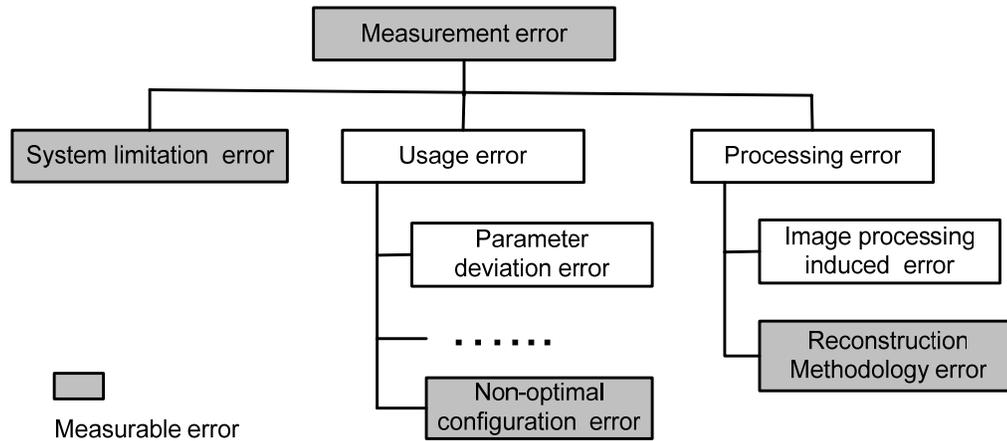 Measurement error
System limitation error
Usage error
Processing error
Parameter
deviation error
Image processing
induced error
......
Reconstruction
Methodology error
Non-optimal
configuration error
Measurable error